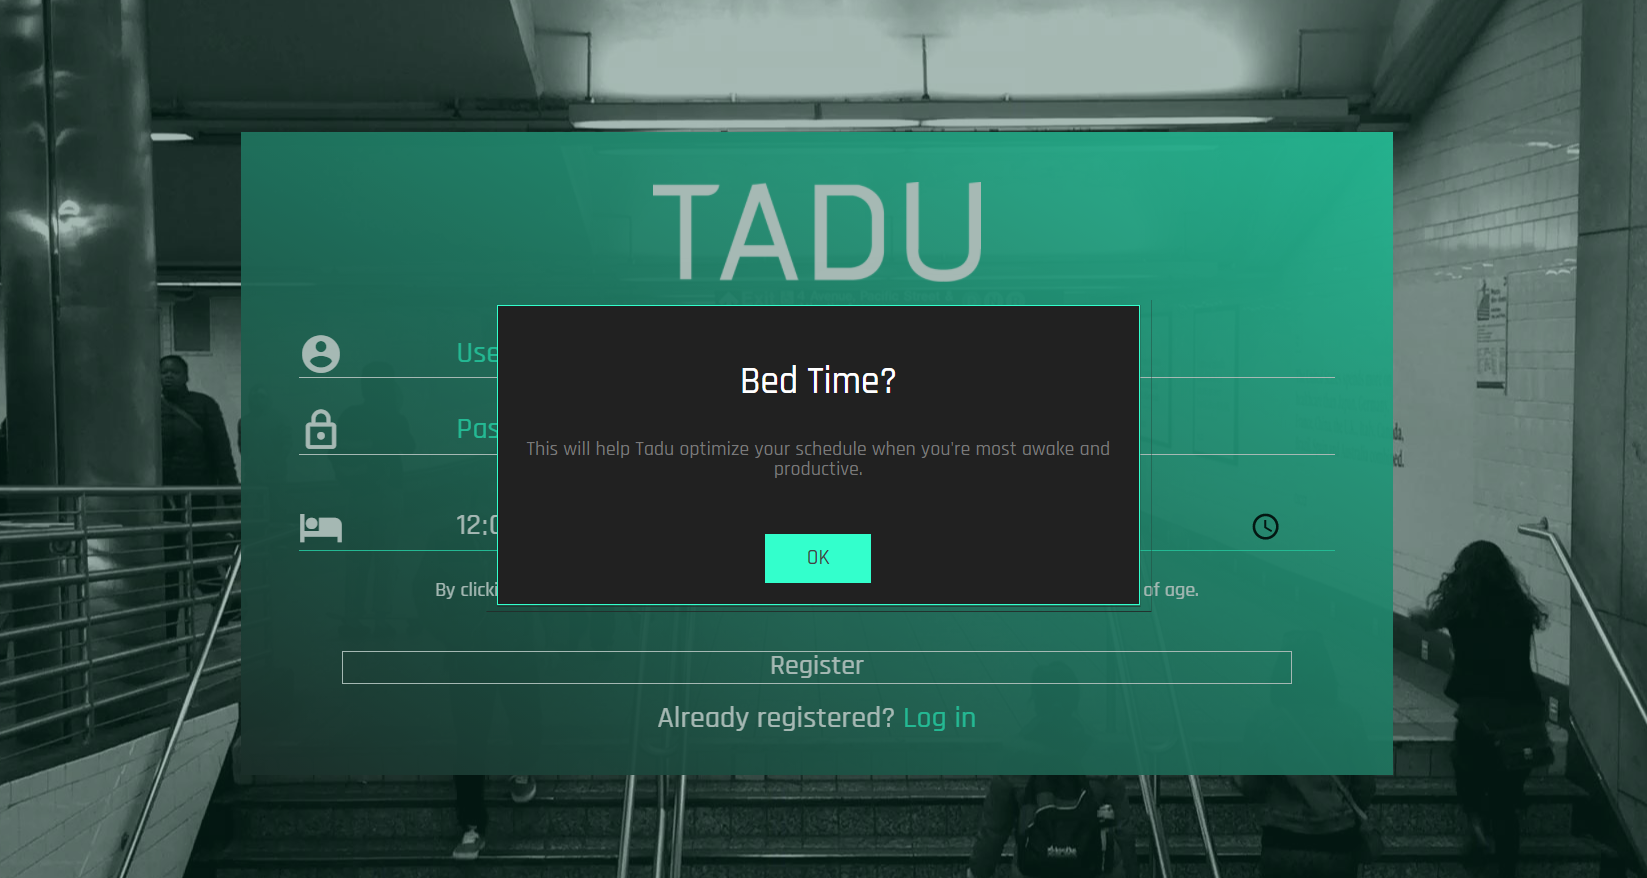 TADU
Use
Bed Time?
Pas
This will help Tadu optimize your schedule when you're most awake and
productive.
12:0
OK
By clicki
of age.
Register
Already registered? Log in